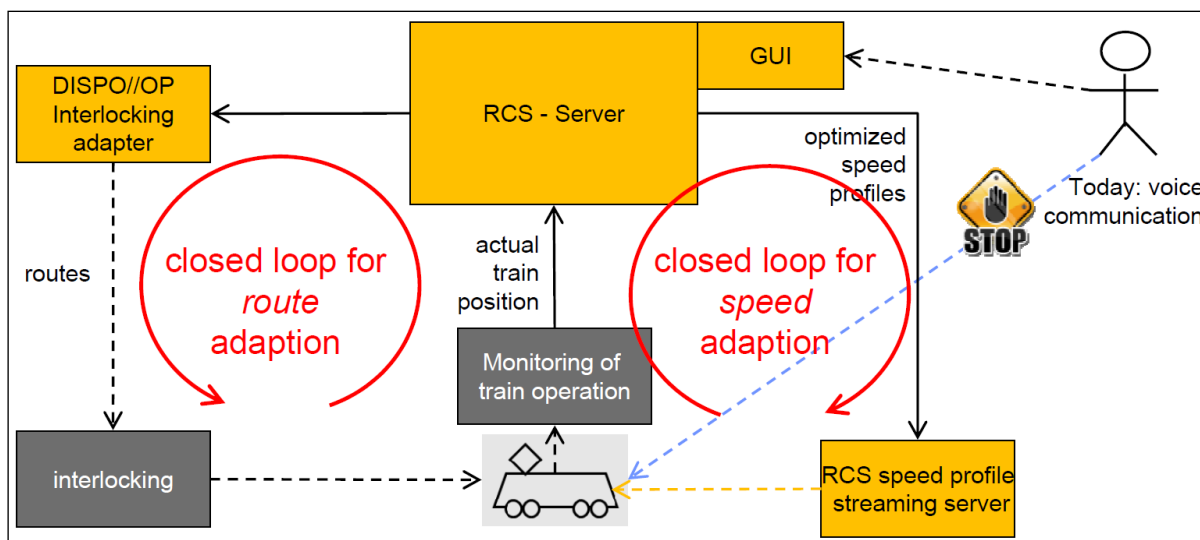 DISPO//OP
Interlocking
adapter
RCS - Server
GUI
optimized
speed
profiles
Today: voice
communication
STOP
routes
closed loop for
route
adaption
actual
train
position
closed loop for
speed
adaption
Monitoring of
train operation
interlocking
RCS speed profile
streaming server